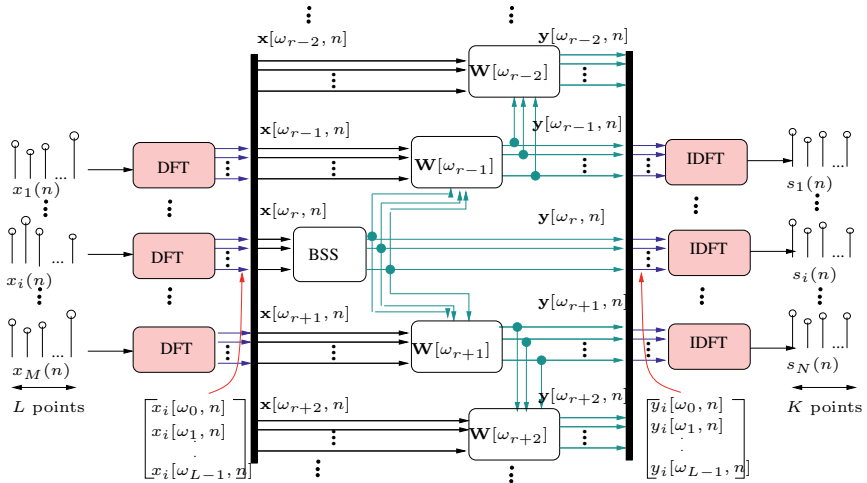 x[ω_{r−2}, n]
y[ω_{r−2}, n]
W[ω_{r−2}]
x[ω_{r−1}, n]
y[ω_{r−1}, n]
x_1(n)
...
DFT
W[ω_{r−1}]
IDFT
...
s_1(n)
x[ω_r, n]
y[ω_r, n]
x_i(n)
...
DFT
BSS
IDFT
...
s_i(n)
x[ω_{r+1}, n]
y[ω_{r+1}, n]
x_M(n)
...
DFT
W[ω_{r+1}]
IDFT
...
s_N(n)
L points
K points
x[ω_{r+2}, n]
y[ω_{r+2}, n]
W[ω_{r+2}]
x_i[ω_0, n]
x_i[ω_1, n]
.
.
x_i[ω_{L−1}, n]
y_i[ω_0, n]
y_i[ω_1, n]
.
.
y_i[ω_{L−1}, n]